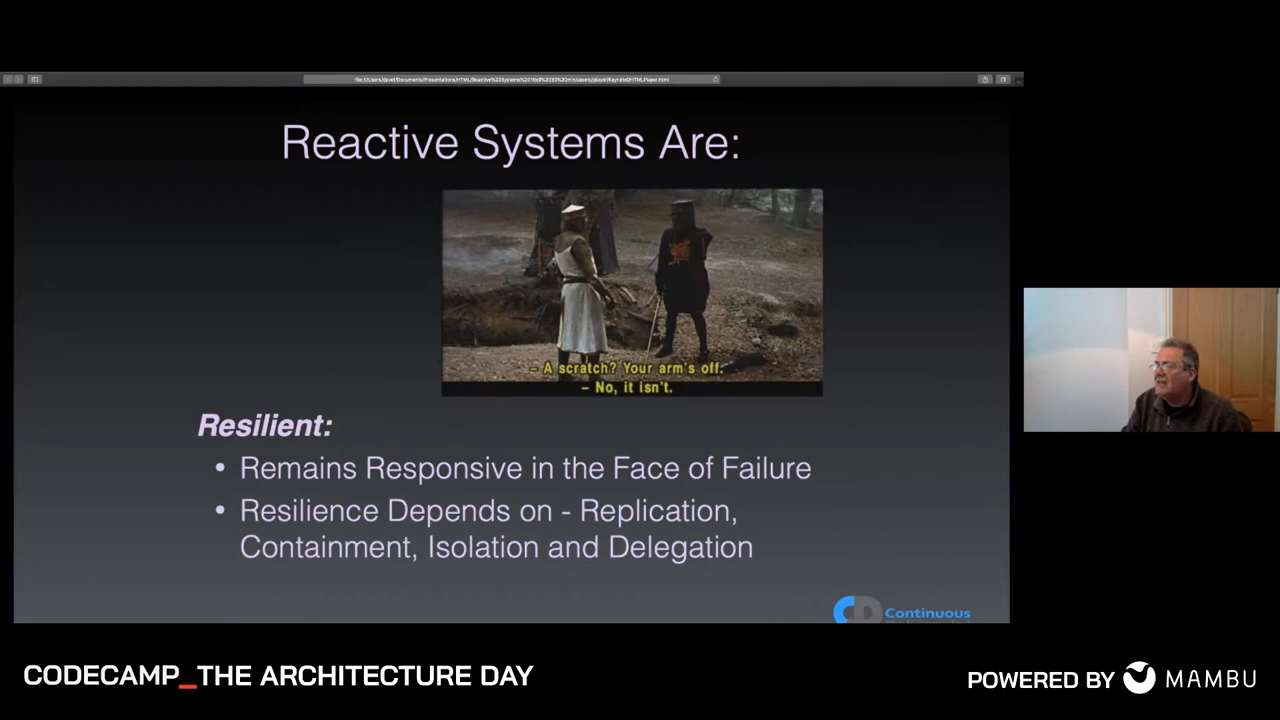 Reactive Systems Are:
– A scratch? Your arm's off.
– No, it isn't.
Resilient:
• Remains Responsive in the Face of Failure
• Resilience Depends on - Replication,
Containment, Isolation and Delegation
CD Continuous
CODECAMP_THE ARCHITECTURE DAY
POWERED BY MAMBU